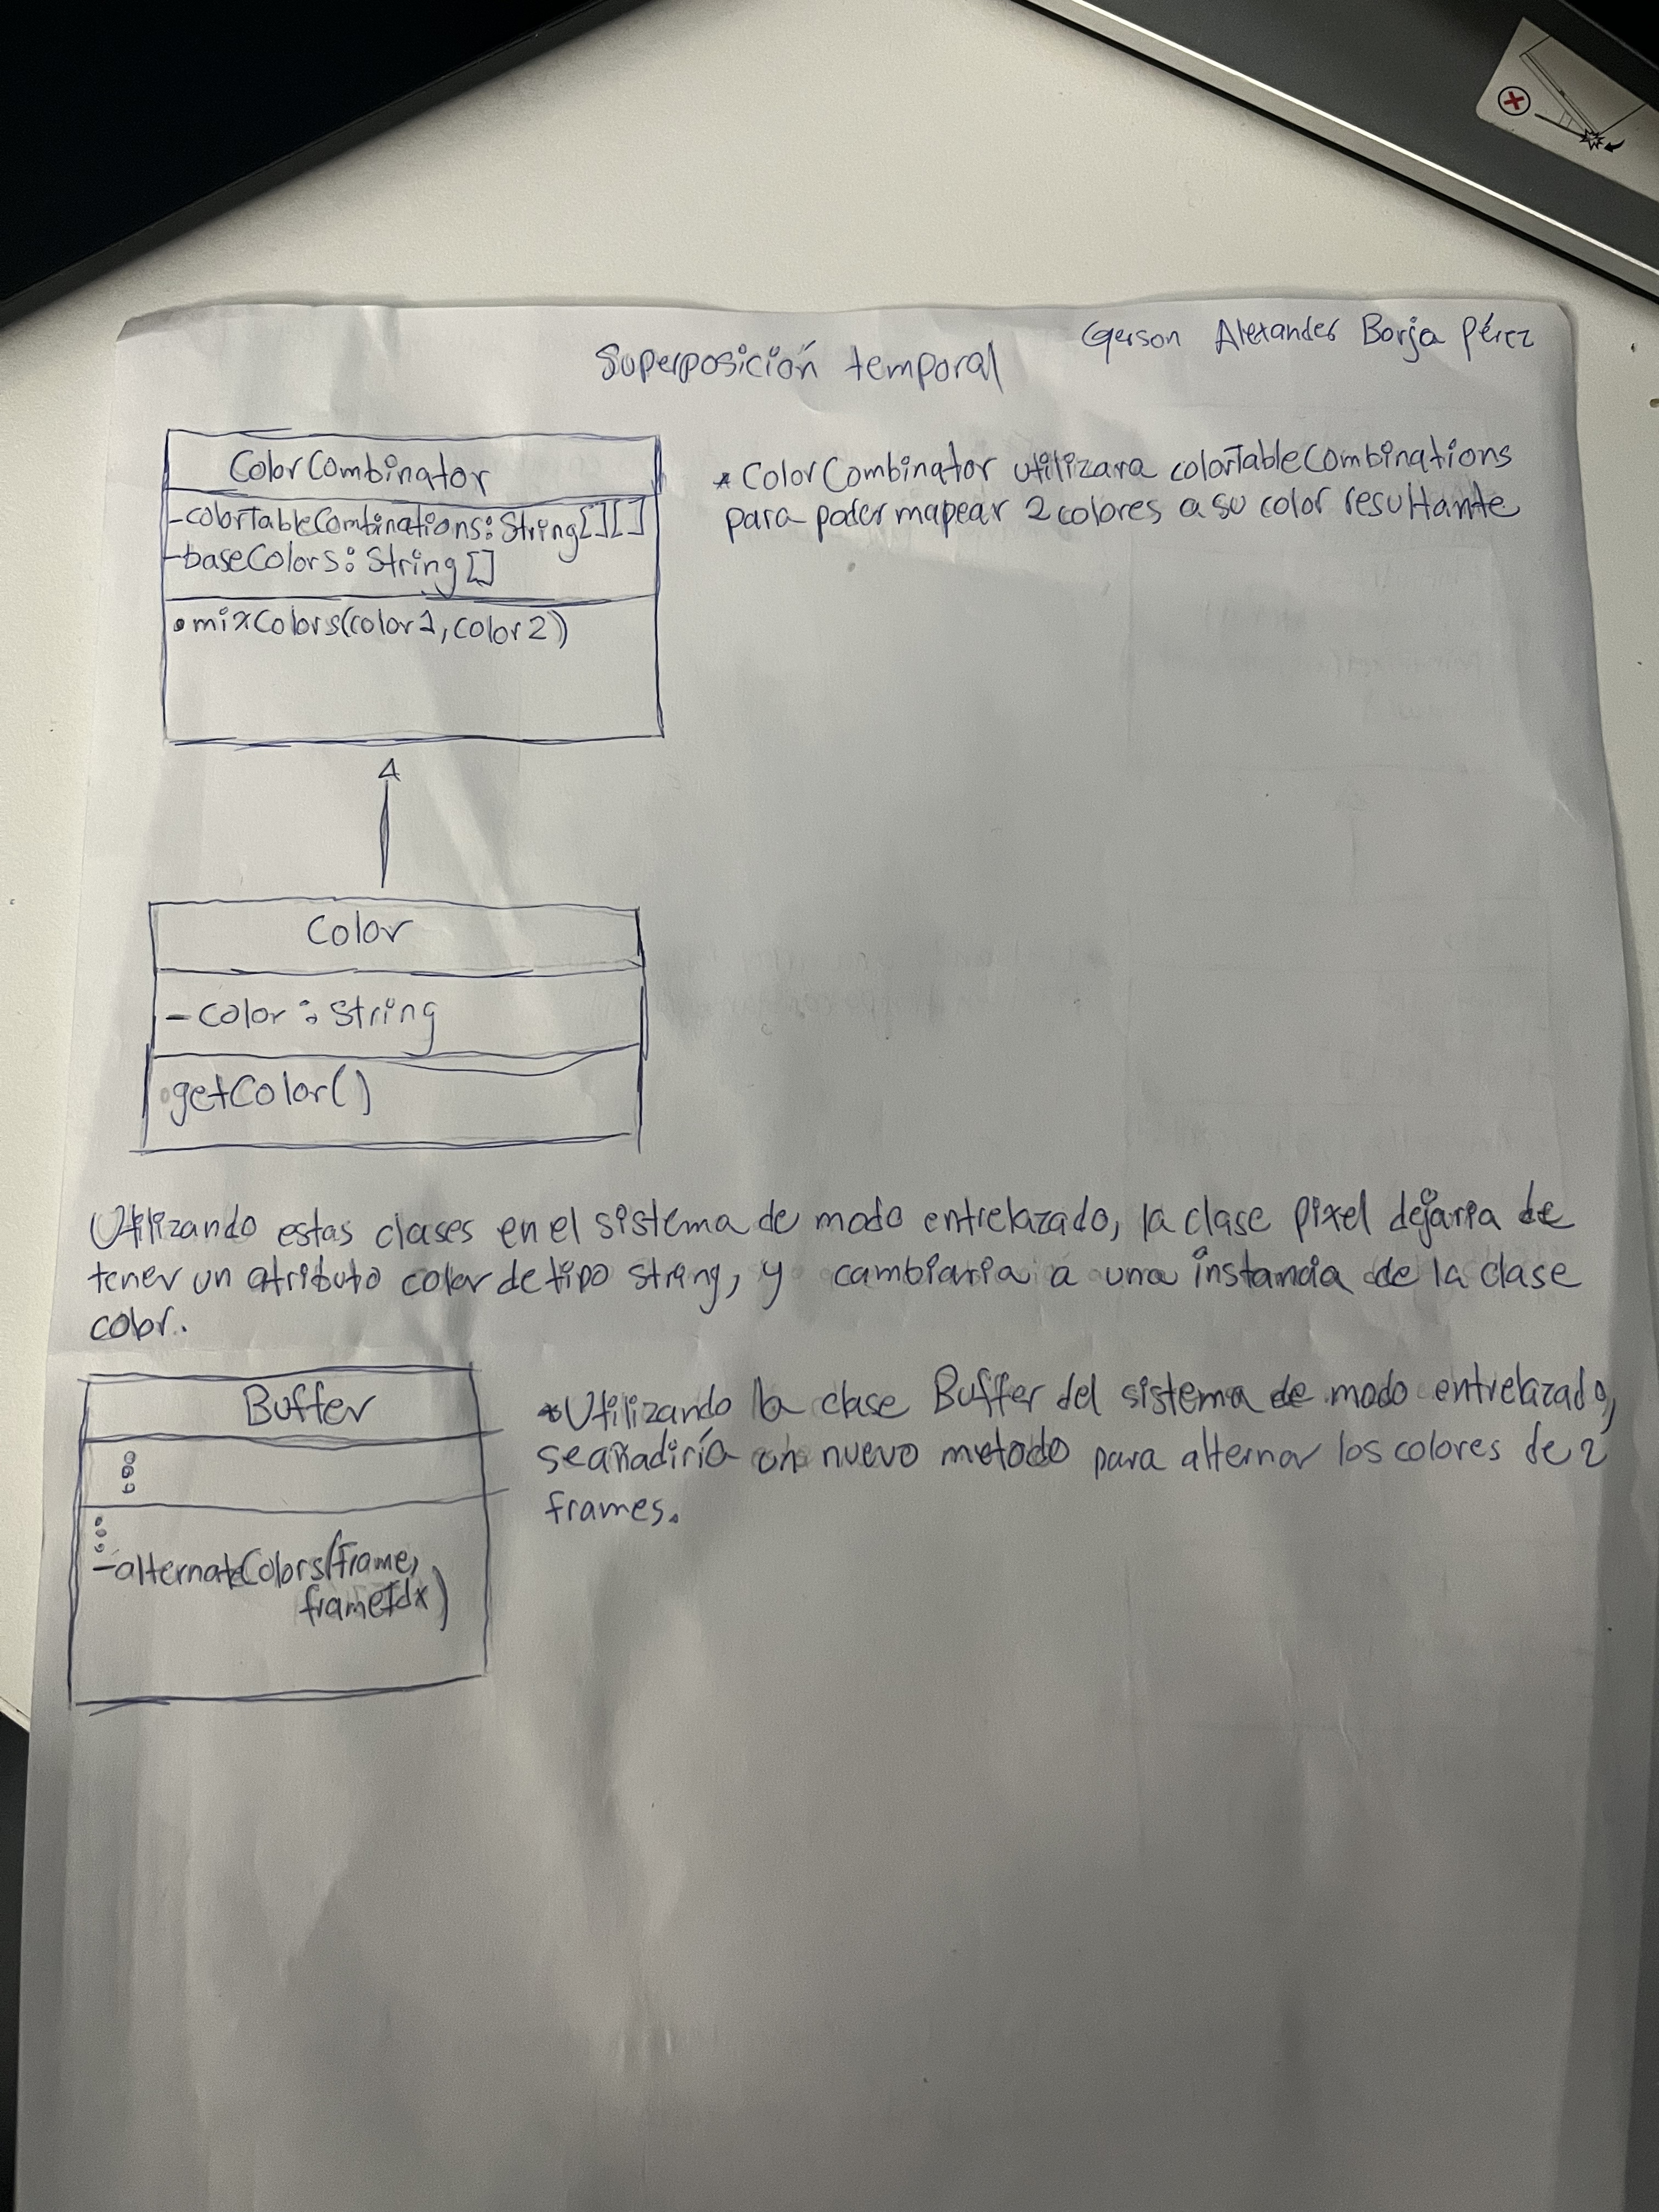 Gerson Alexander Borja Pérez
Superposición temporal
ColorCombinator
-colorTableCombinations: String[][]
-baseColors: String[]
•mixColors(color1, color2)
* ColorCombinator utilizara colorTableCombinations
para poder mapear 2 colores a su color resultante
Color
-color: String
•getColor()
Utilizando estas clases en el sistema de modo entrelazado, la clase pixel dejaria de
tener un atributo color de tipo string, y cambiaria a una instancia de la clase
color.
Buffer
-alternateColors(frame,
frameIdx)
*Utilizando la clase Buffer del sistema de modo entrelazado,
se añadiría un nuevo metodo para alternar los colores de 2
frames.